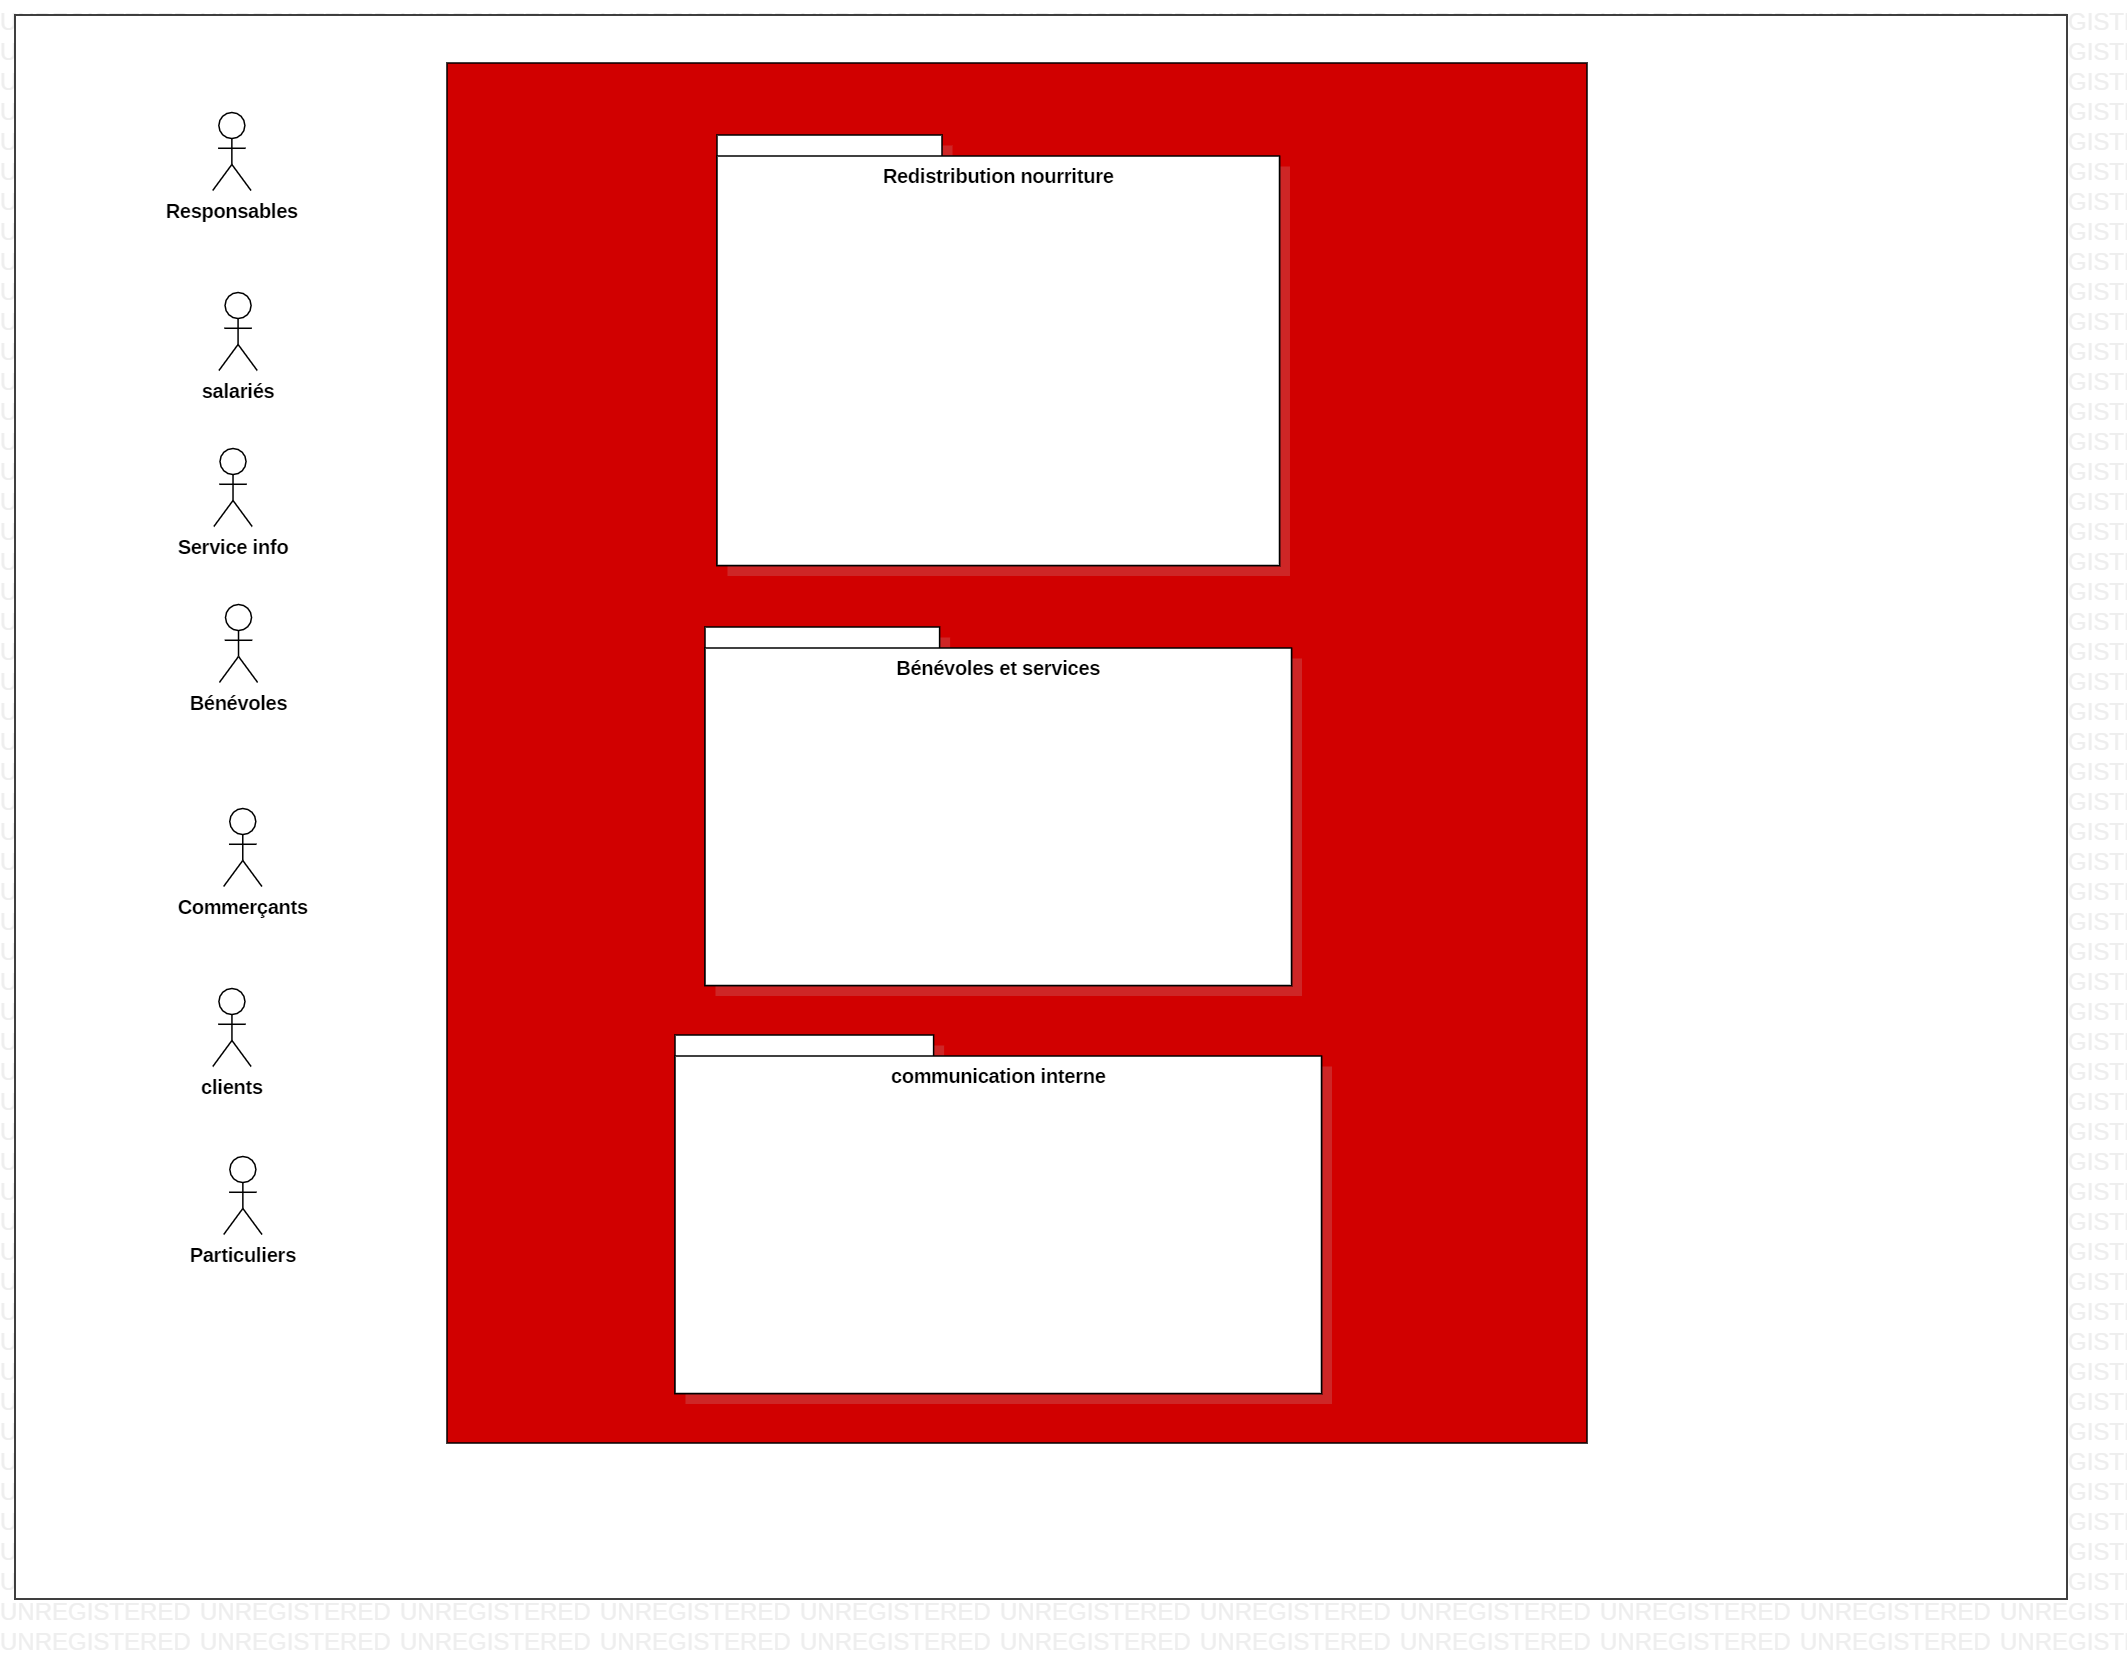 Responsables
Redistribution nourriture
salariés
Service info
Bénévoles et services
Bénévoles
Commerçants
communication interne
clients
Particuliers
UNREGISTERED UNREGISTERED UNREGISTERED UNREGISTERED UNREGISTERED UNREGISTERED UNREGISTERED UNREGISTERED UNREGISTERED UNREGISTERED UNREGIST
UNREGISTERED UNREGISTERED UNREGISTERED UNREGISTERED UNREGISTERED UNREGISTERED UNREGISTERED UNREGISTERED UNREGISTERED UNREGISTERED UNREGIST